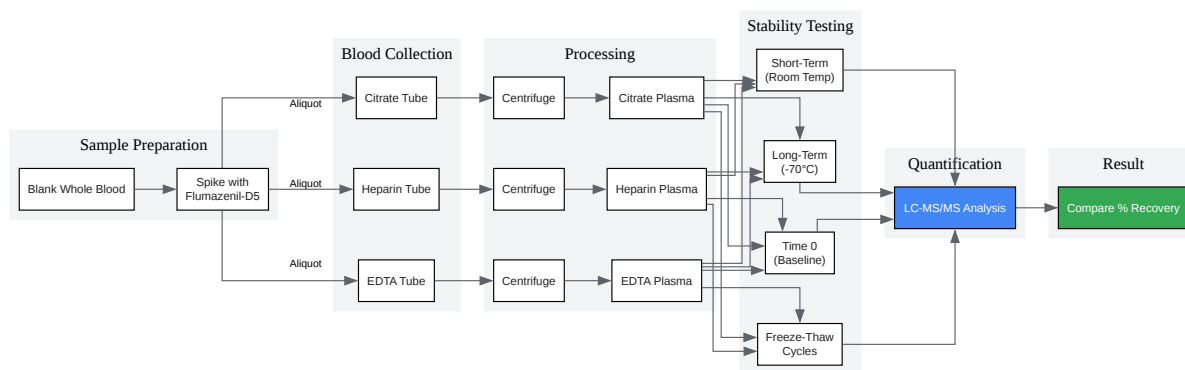 Stability Testing
Blood Collection
Processing
Short-Term
(Room Temp)
Citrate Tube
Centrifuge
Citrate Plasma
Aliquot
Sample Preparation
Long-Term
(-70°C)
Quantification
Result
Blank Whole Blood
Spike with
Flumazenil-D5
Aliquot
Heparin Tube
Centrifuge
Heparin Plasma
LC-MS/MS Analysis
Compare % Recovery
Time 0
(Baseline)
Aliquot
EDTA Tube
Centrifuge
EDTA Plasma
Freeze-Thaw
Cycles